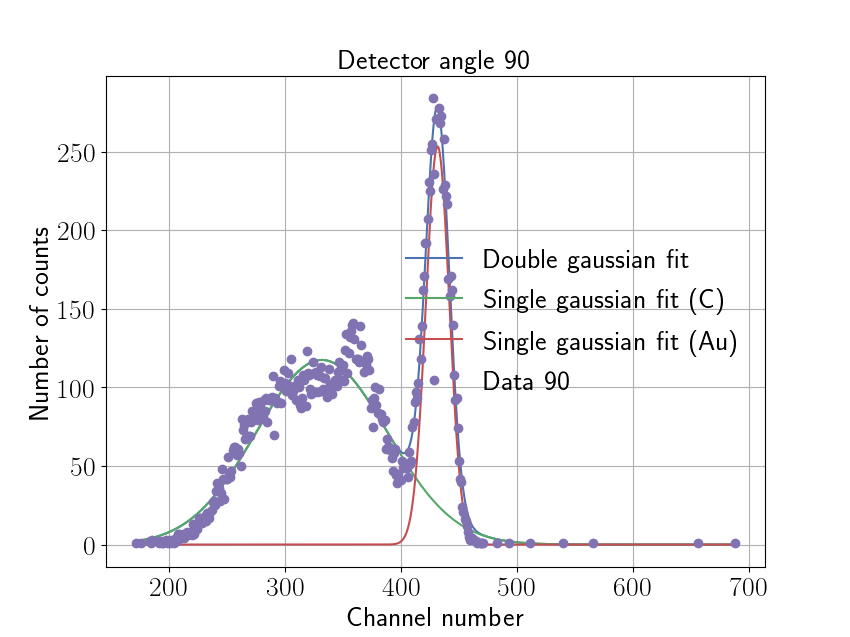 Detector angle 90
Number of counts
250
200
150
100
50
0
Double gaussian fit
Single gaussian fit (C)
Single gaussian fit (Au)
Data 90
200 300 400 500 600 700
Channel number